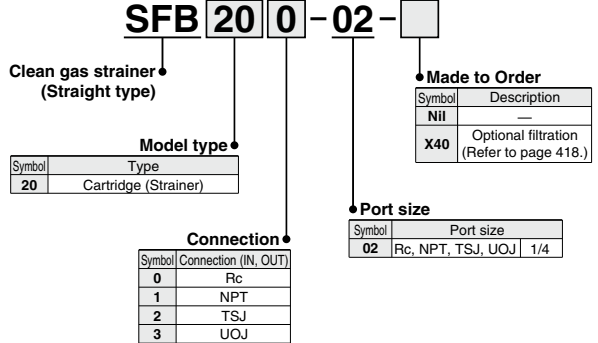 SFB 20 0 - 02 -
Clean gas strainer
(Straight type)
Made to Order
Symbol Description
Nil —
X40 Optional filtration
(Refer to page 418.)
Model type
Symbol Type
20 Cartridge (Strainer)
Port size
Symbol Port size
02 Rc, NPT, TSJ, UOJ 1/4
Connection
Symbol Connection (IN, OUT)
0 Rc
1 NPT
2 TSJ
3 UOJ